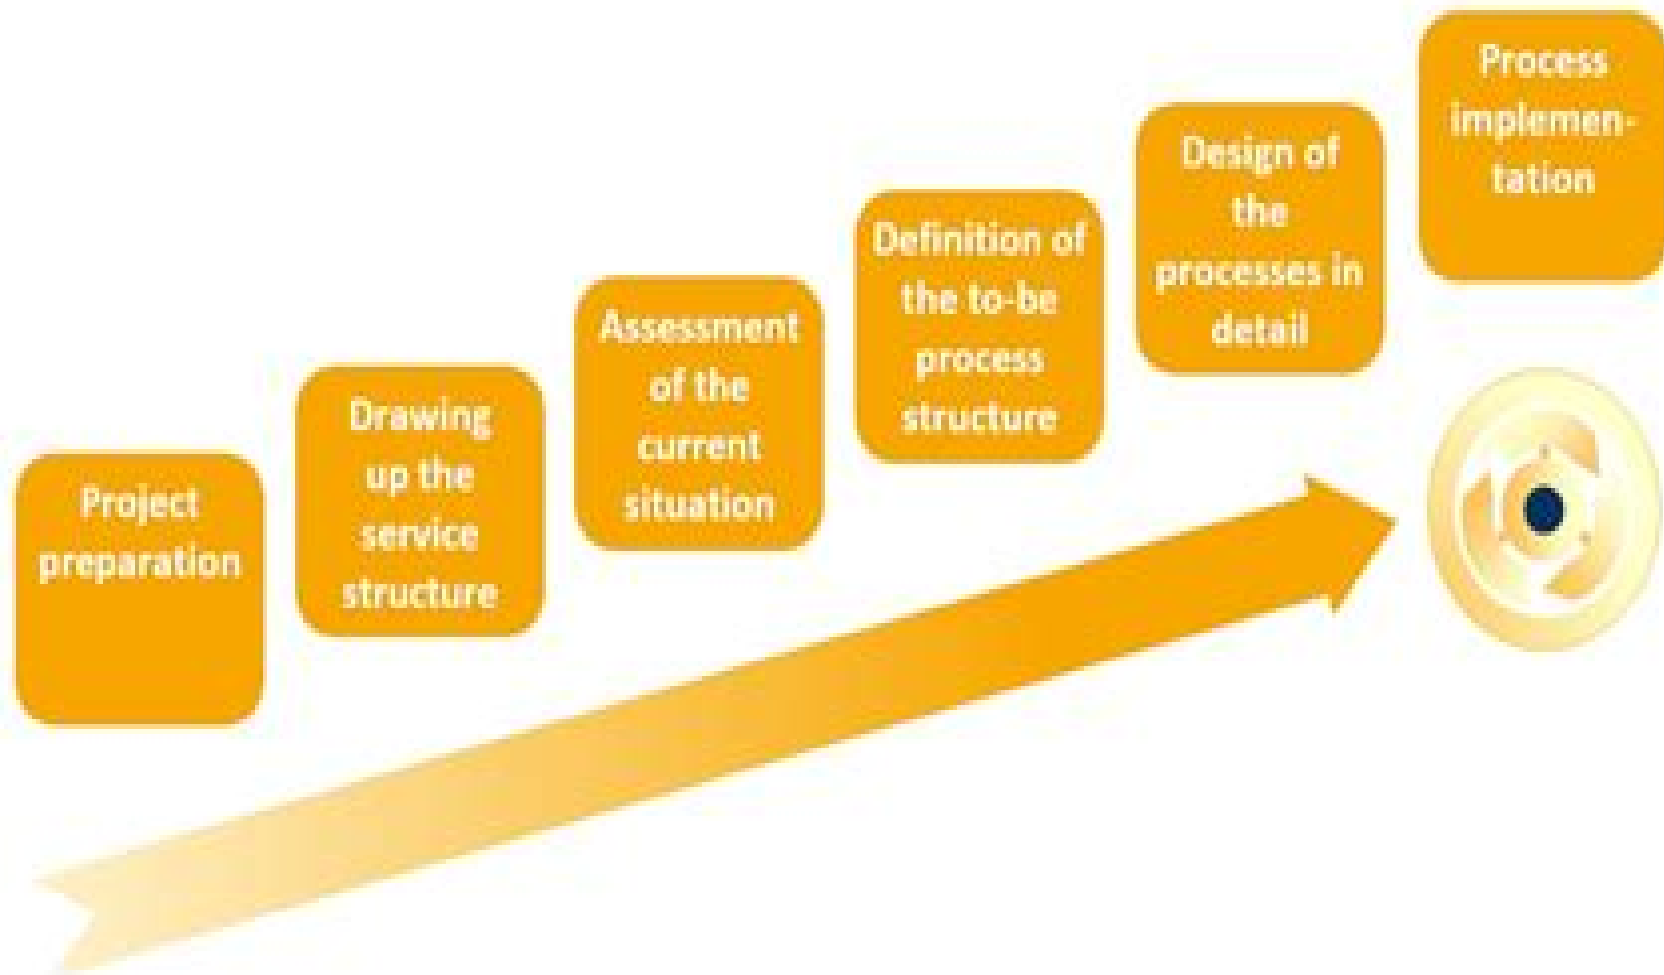 Project
preparation
Drawing
up the
service
structure
Assessment
of the
current
situation
Definition of
the to-be
process
structure
Design of
the
processes in
detail
Process
implemen-
tation